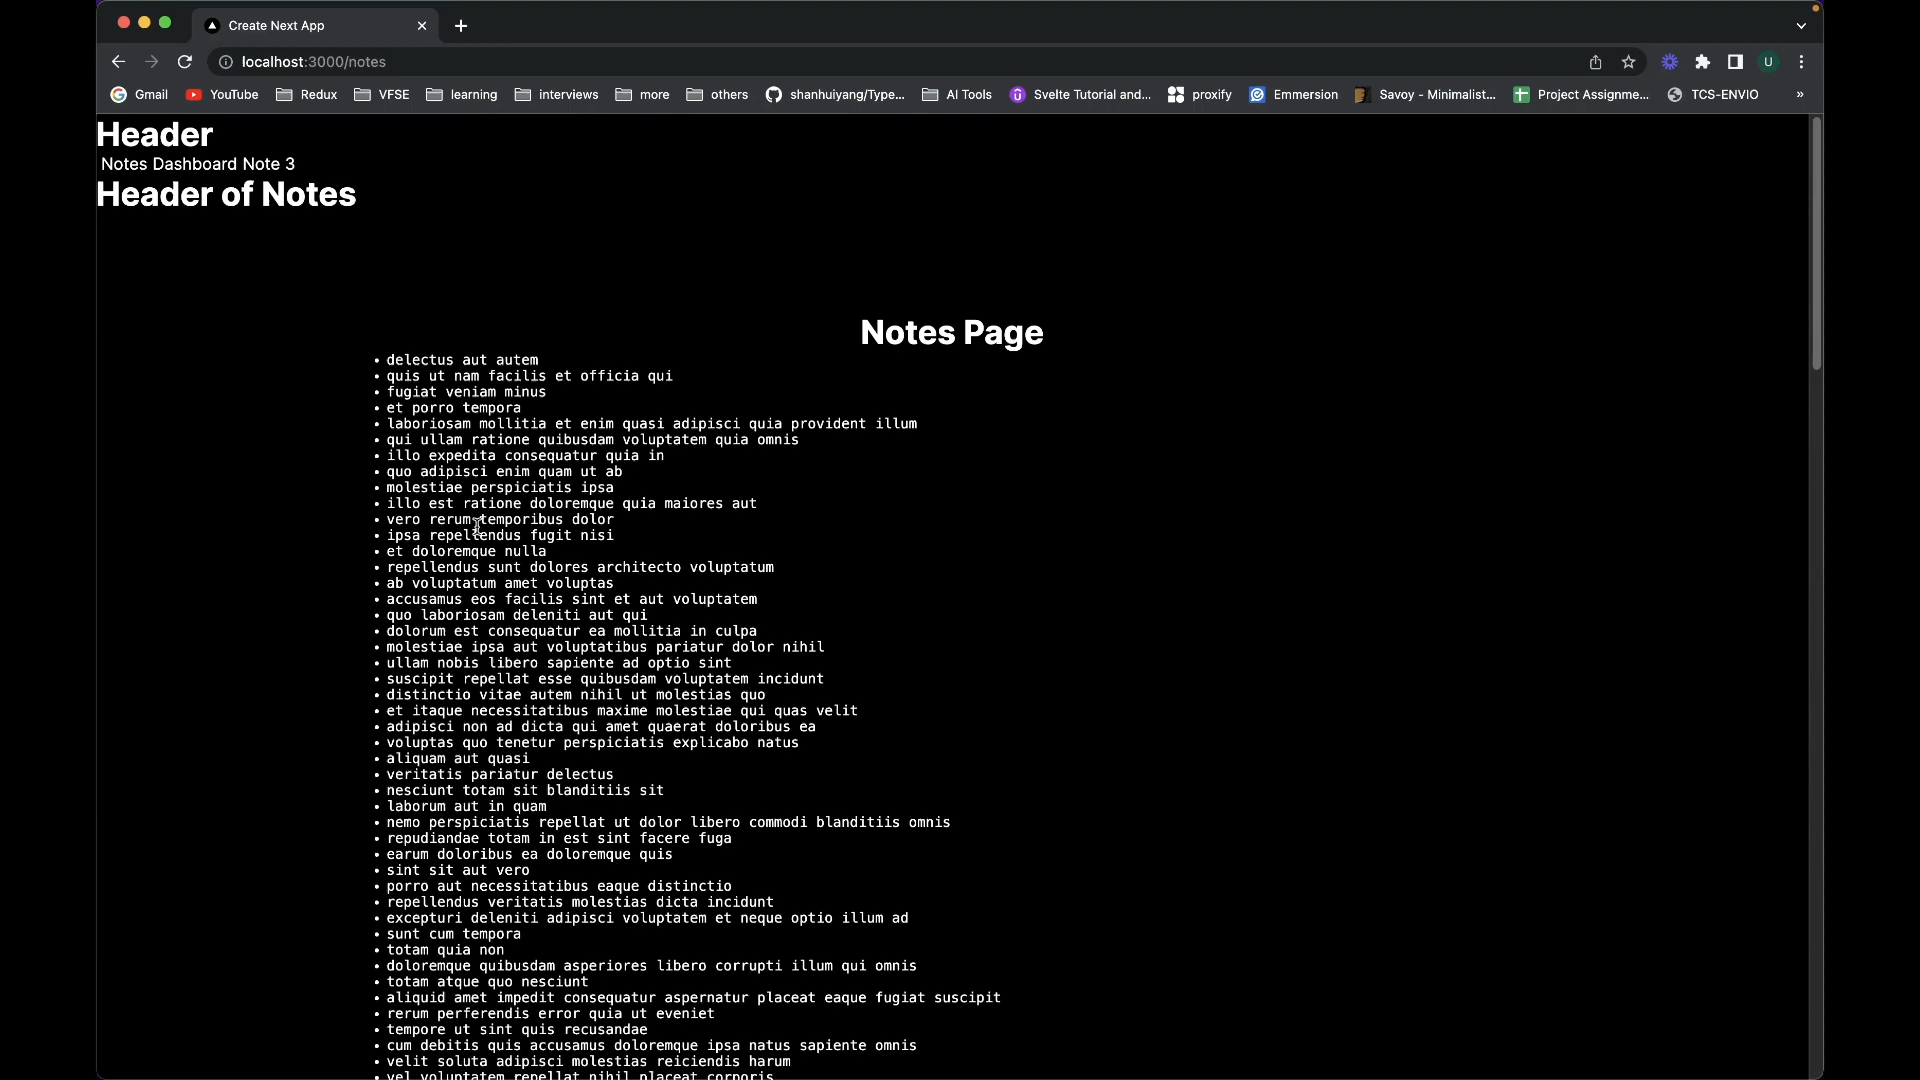 Create Next App
localhost:3000/notes
U
Gmail YouTube Redux VFSE learning interviews more others shanhuiyang/Type... AI Tools Svelte Tutorial and... proxify Emmersion Savoy - Minimalist... Project Assignme... TCS-ENVIO »
Header
Notes Dashboard Note 3
Header of Notes
Notes Page
• delectus aut autem
• quis ut nam facilis et officia qui
• fugiat veniam minus
• et porro tempora
• laboriosam mollitia et enim quasi adipisci quia provident illum
• qui ullam ratione quibusdam voluptatem quia omnis
• illo expedita consequatur quia in
• quo adipisci enim quam ut ab
• molestiae perspiciatis ipsa
• illo est ratione doloremque quia maiores aut
• vero rerum temporibus dolor
• ipsa repellendus fugit nisi
• et doloremque nulla
• repellendus sunt dolores architecto voluptatum
• ab voluptatum amet voluptas
• accusamus eos facilis sint et aut voluptatem
• quo laboriosam deleniti aut qui
• dolorum est consequatur ea mollitia in culpa
• molestiae ipsa aut voluptatibus pariatur dolor nihil
• ullam nobis libero sapiente ad optio sint
• suscipit repellat esse quibusdam voluptatem incidunt
• distinctio vitae autem nihil ut molestias quo
• et itaque necessitatibus maxime molestiae qui quas velit
• adipisci non ad dicta qui amet quaerat doloribus ea
• voluptas quo tenetur perspiciatis explicabo natus
• aliquam aut quasi
• veritatis pariatur delectus
• nesciunt totam sit blanditiis sit
• laborum aut in quam
• nemo perspiciatis repellat ut dolor libero commodi blanditiis omnis
• repudiandae totam in est sint facere fuga
• earum doloribus ea doloremque quis
• sint sit aut vero
• porro aut necessitatibus eaque distinctio
• repellendus veritatis molestias dicta incidunt
• excepturi deleniti adipisci voluptatem et neque optio illum ad
• sunt cum tempora
• totam quia non
• doloremque quibusdam asperiores libero corrupti illum qui omnis
• totam atque quo nesciunt
• aliquid amet impedit consequatur aspernatur placeat eaque fugiat suscipit
• rerum perferendis error quia ut eveniet
• tempore ut sint quis recusandae
• cum debitis quis accusamus doloremque ipsa natus sapiente omnis
• velit soluta adipisci molestias reiciendis harum
• vel voluptatem repellat nihil placeat corporis